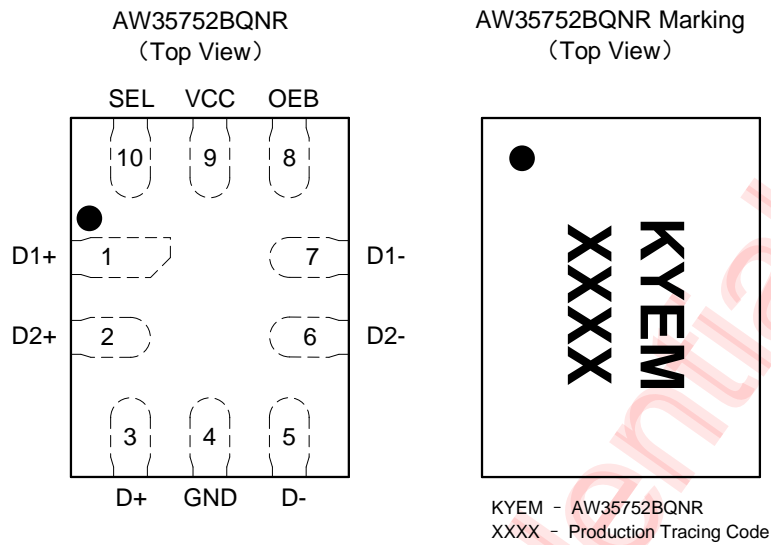 AW35752BQNR
（Top View）
SEL VCC OEB
10 9 8
D1+ 1 7 D1-
D2+ 2 6 D2-
3 4 5
D+ GND D-
AW35752BQNR Marking
（Top View）
KYEM
XXXX
KYEM - AW35752BQNR
XXXX - Production Tracing Code